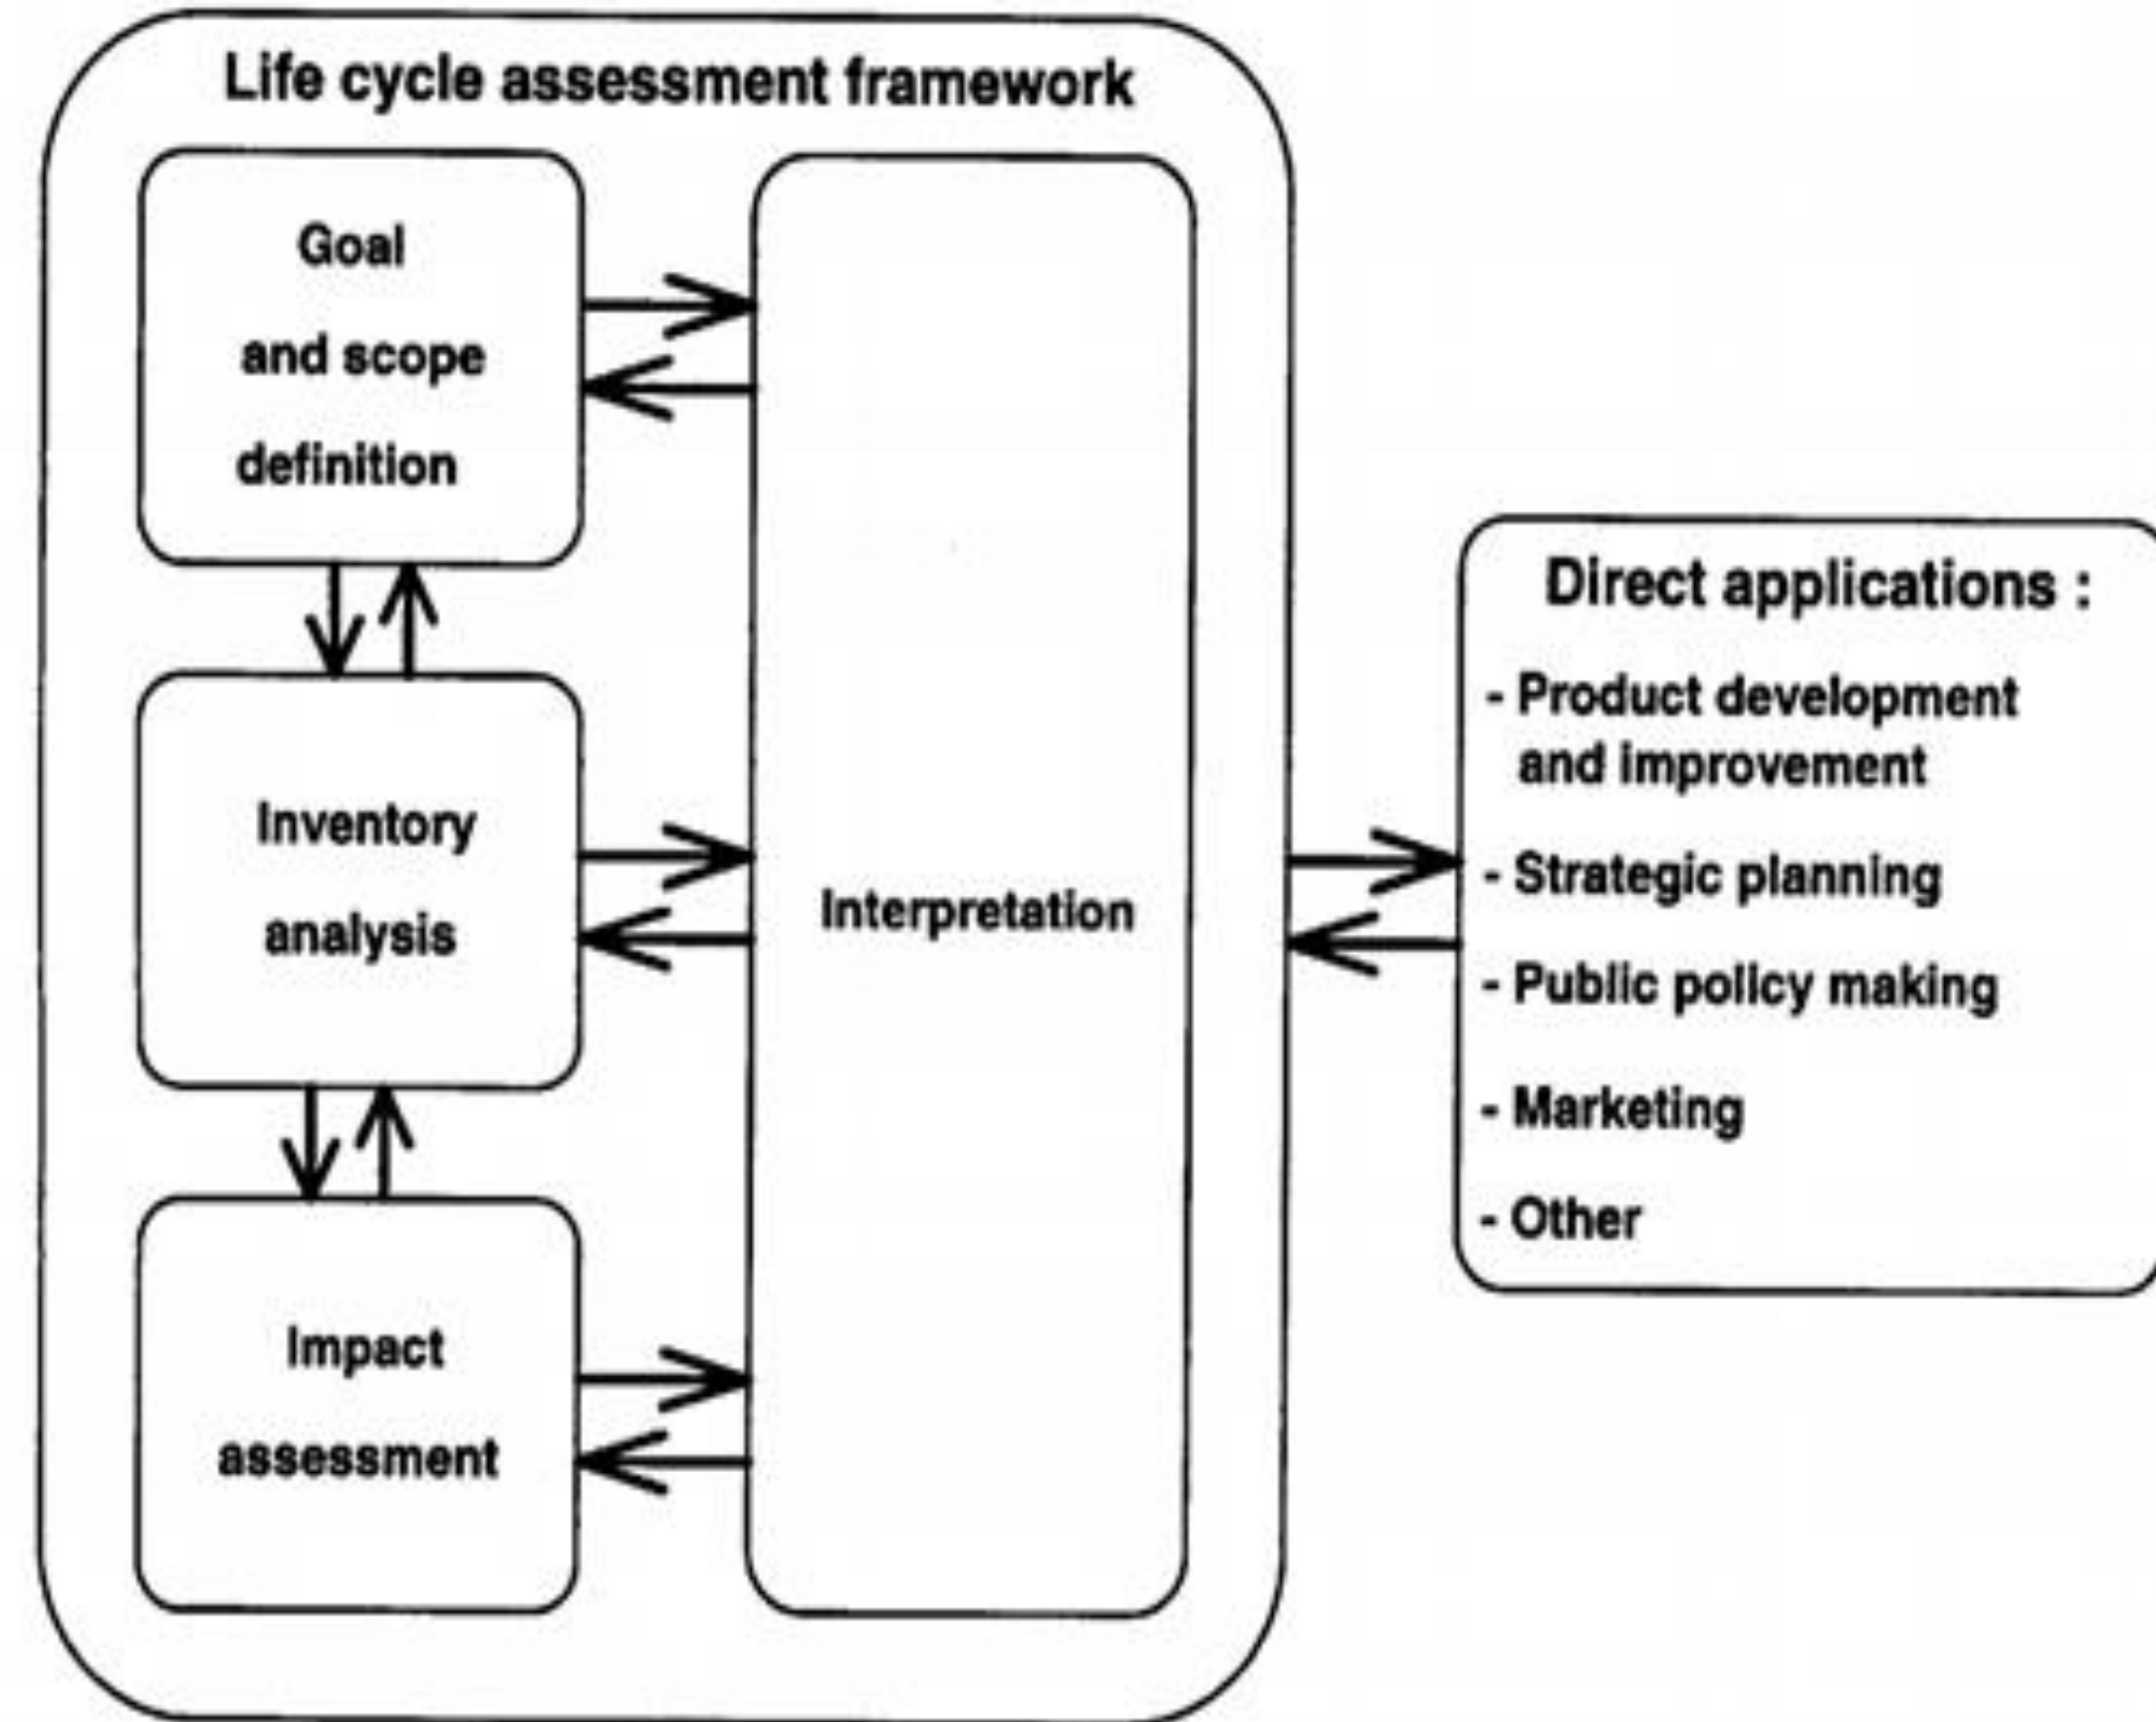 Life cycle assessment framework
Goal
and scope
definition
Inventory
analysis
Impact
assessment
Interpretation
Direct applications :
- Product development
and improvement
- Strategic planning
- Public policy making
- Marketing
- Other